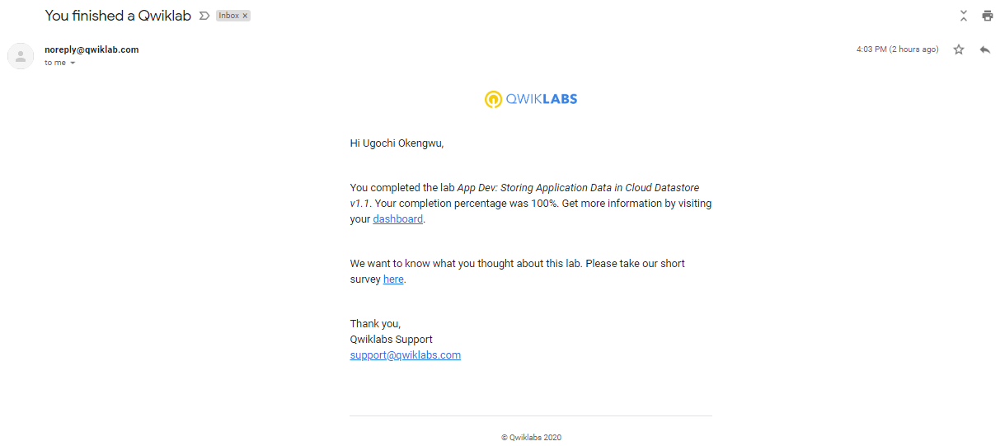 You finished a Qwiklab Inbox x
noreply@qwiklab.com 4:03 PM (2 hours ago)
to me
QWIKLABS
Hi Ugochi Okengwu,
You completed the lab App Dev: Storing Application Data in Cloud Datastore
v1.1. Your completion percentage was 100%. Get more information by visiting
your dashboard.
We want to know what you thought about this lab. Please take our short
survey here.
Thank you,
Qwiklabs Support
support@qwiklabs.com
© Qwiklabs 2020